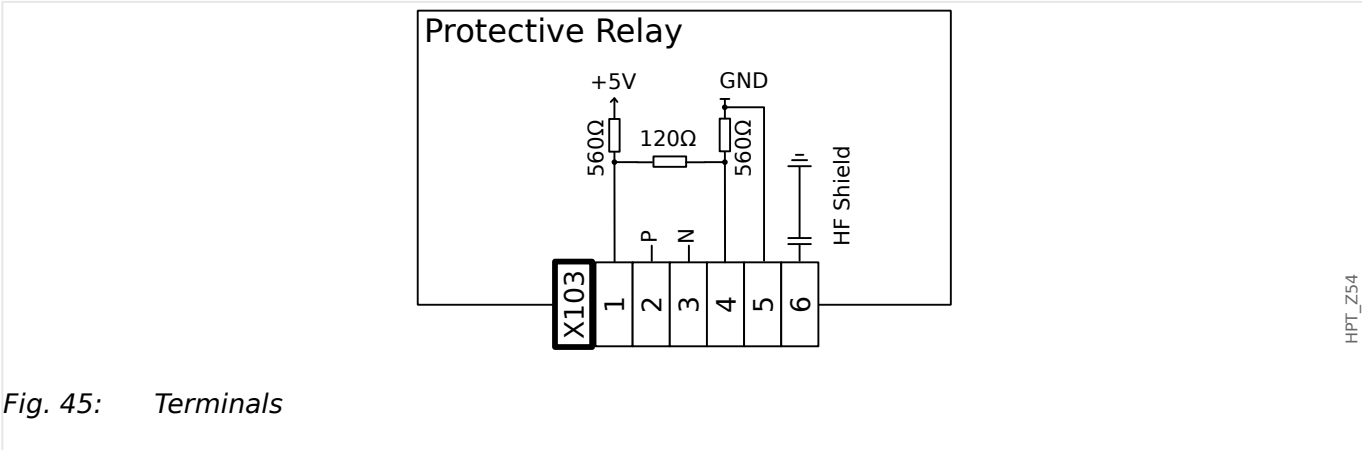 Protective Relay
+5V GND
560Ω 120Ω 560Ω
HF Shield
P N
X103 1 2 3 4 5 6
HPT_Z54
Fig. 45: Terminals